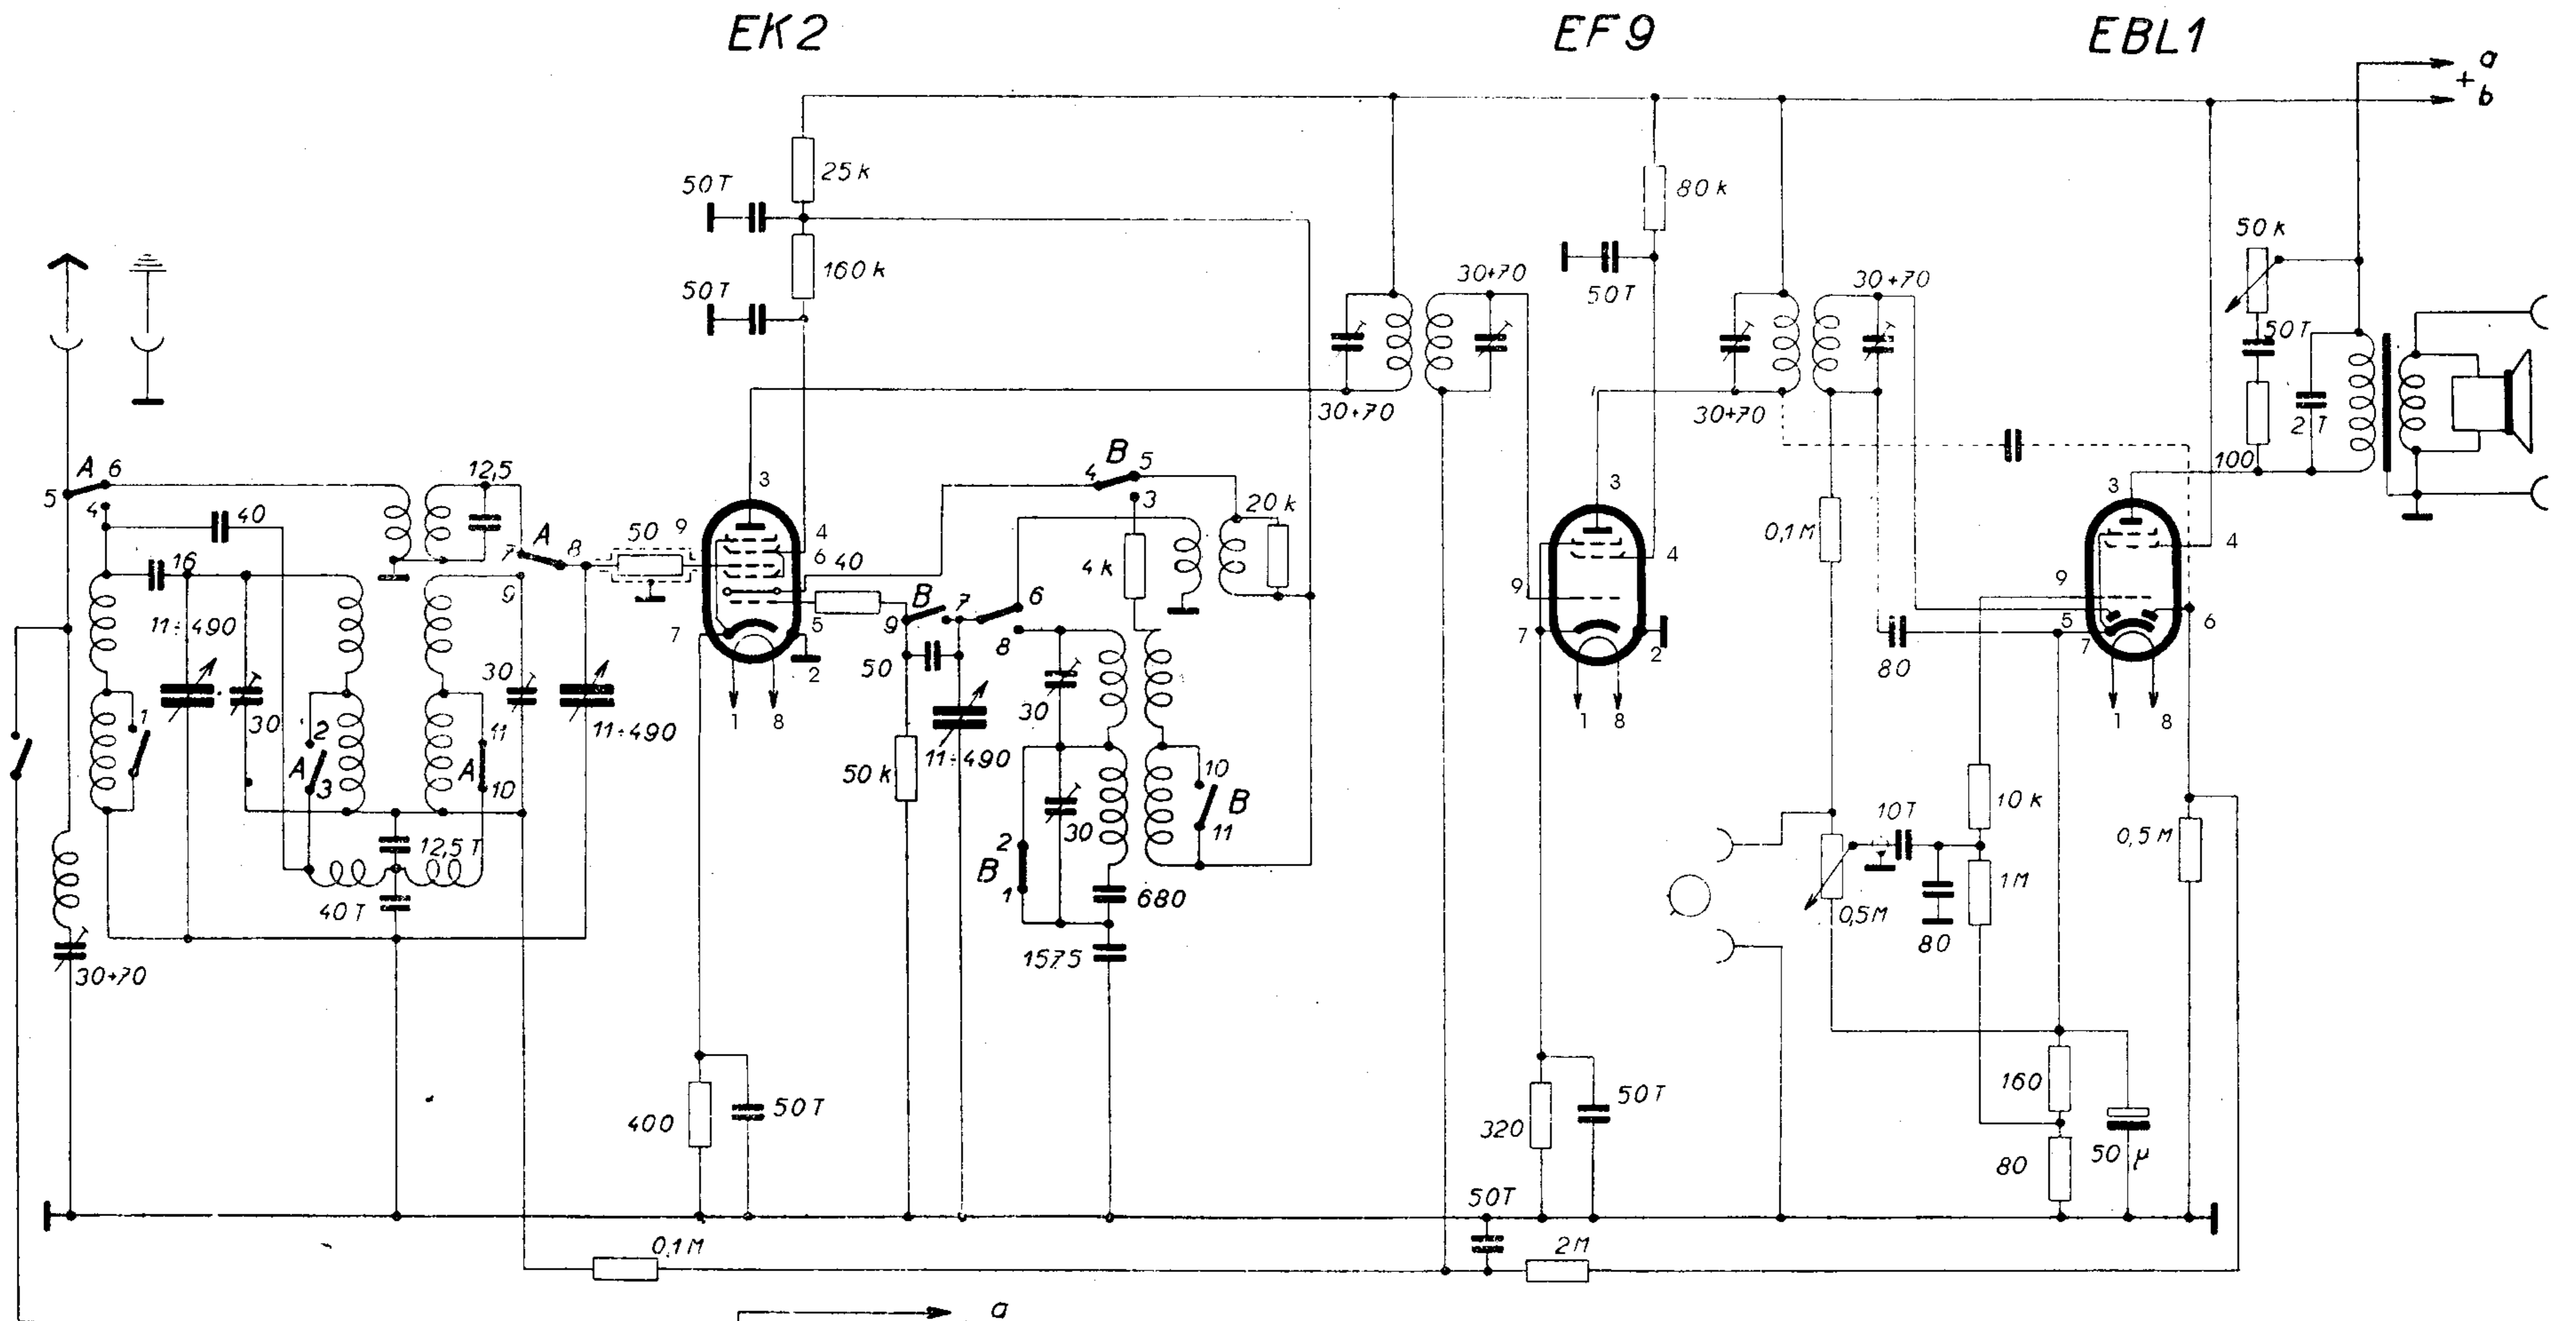 EK2 EF9 EBL1
a
+
b
25k
50T
160k
50T
80k
50T
50k
50T
2T
100
30+70
30+70
30+70
30+70
A 6
5
4
40
12,5
7 A 8
50 9
3
4
6
40
5
7
2
1 8
16
11÷490
30
1
2
A
3
9
30
11÷490
11
A
10
12,5T
40T
30+70
B
4 5
3
20k
4k
B
9
7
6
8
50
50k
11÷490
30
30
2
B
1
10
B
11
680
1575
3
4
9
7
2
1 8
0,1M
80
3
4
9
5
7
6
1 8
10T
10k
1M
0,5M
80
0,5M
400
50T
320
50T
160
80
50 µ
50T
0,1M
2M
a